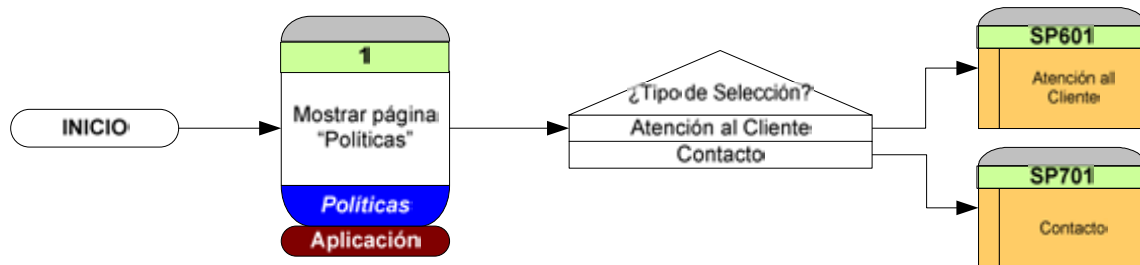 INICIO
1
Mostrar página
"Políticas"
Políticas
Aplicación
¿Tipo de Selección?
Atención al Cliente
Contacto
SP601
Atención al
Cliente
SP701
Contacto